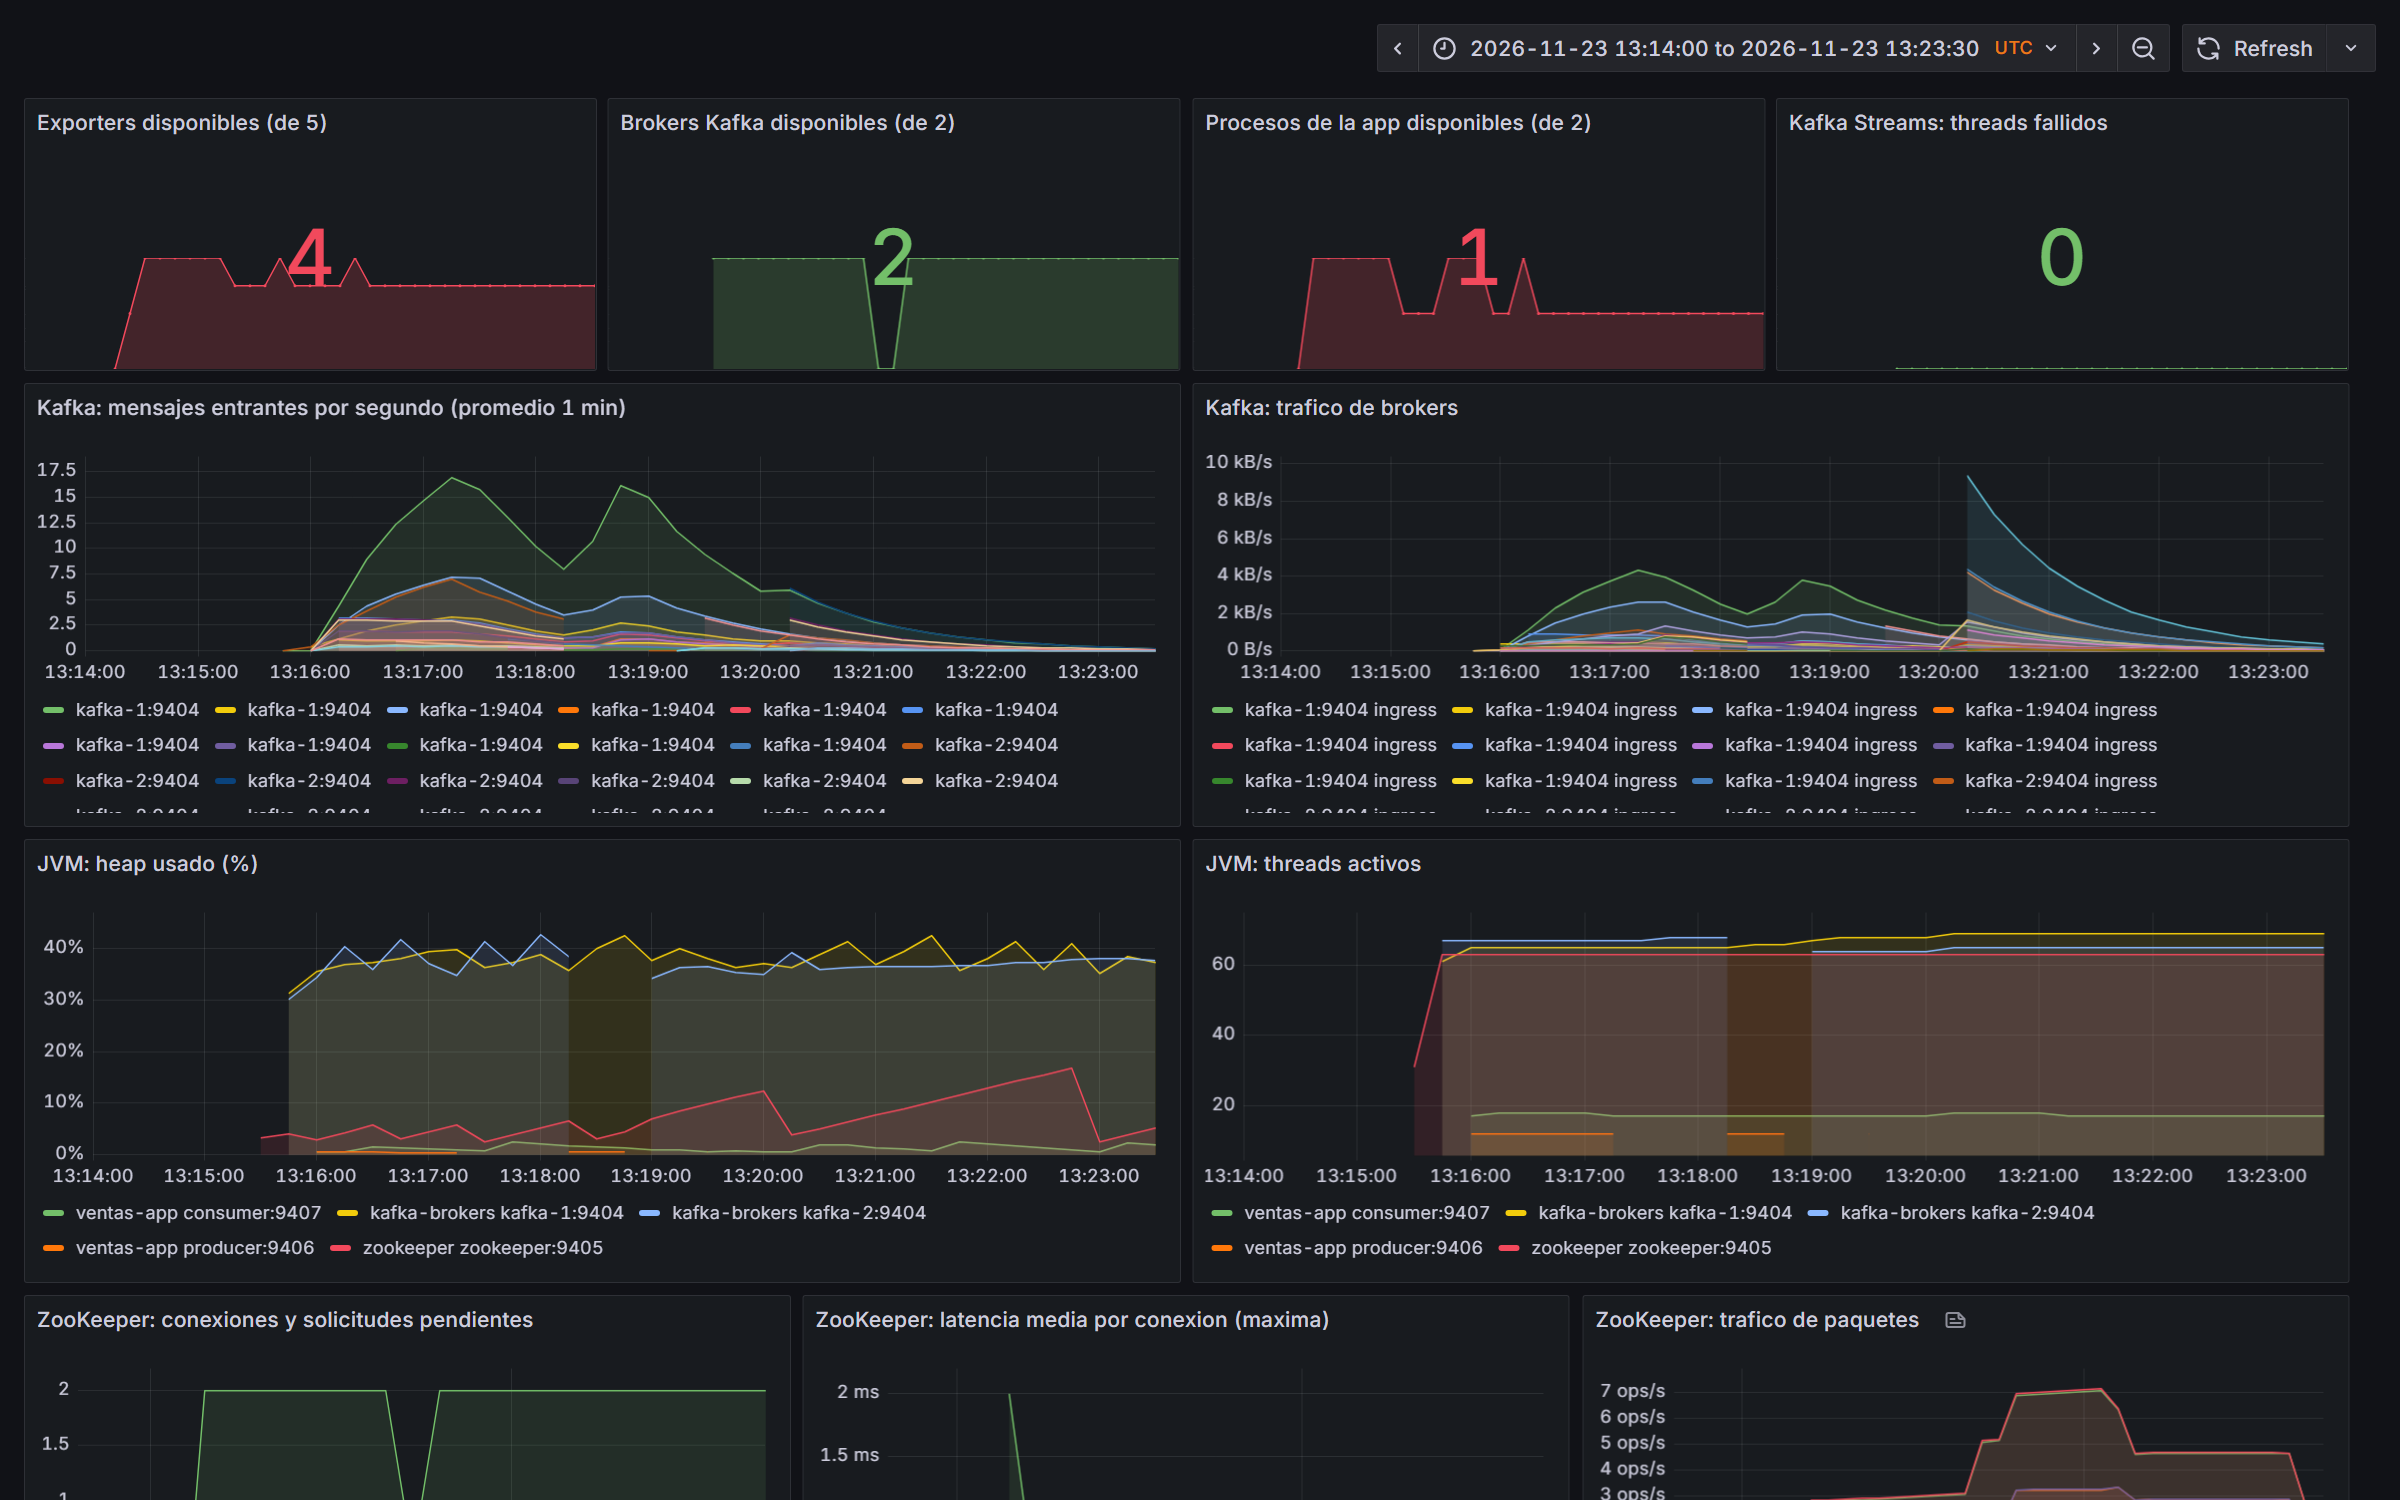 2026-11-23 13:14:00 to 2026-11-23 13:23:30 UTC Refresh
Exporters disponibles (de 5)
4
Brokers Kafka disponibles (de 2)
2
Procesos de la app disponibles (de 2)
1
Kafka Streams: threads fallidos
0
Kafka: mensajes entrantes por segundo (promedio 1 min)
17.5
15
12.5
10
7.5
5
2.5
0
13:14:00 13:15:00 13:16:00 13:17:00 13:18:00 13:19:00 13:20:00 13:21:00 13:22:00 13:23:00
kafka-1:9404 kafka-1:9404 kafka-1:9404 kafka-1:9404 kafka-1:9404 kafka-1:9404
kafka-1:9404 kafka-1:9404 kafka-1:9404 kafka-1:9404 kafka-1:9404 kafka-2:9404
kafka-2:9404 kafka-2:9404 kafka-2:9404 kafka-2:9404 kafka-2:9404 kafka-2:9404
Kafka: trafico de brokers
10 kB/s
8 kB/s
6 kB/s
4 kB/s
2 kB/s
0 B/s
13:14:00 13:15:00 13:16:00 13:17:00 13:18:00 13:19:00 13:20:00 13:21:00 13:22:00 13:23:00
kafka-1:9404 ingress kafka-1:9404 ingress kafka-1:9404 ingress kafka-1:9404 ingress
kafka-1:9404 ingress kafka-1:9404 ingress kafka-1:9404 ingress kafka-1:9404 ingress
kafka-1:9404 ingress kafka-1:9404 ingress kafka-1:9404 ingress kafka-2:9404 ingress
JVM: heap usado (%)
40%
30%
20%
10%
0%
13:14:00 13:15:00 13:16:00 13:17:00 13:18:00 13:19:00 13:20:00 13:21:00 13:22:00 13:23:00
ventas-app consumer:9407 kafka-brokers kafka-1:9404 kafka-brokers kafka-2:9404
ventas-app producer:9406 zookeeper zookeeper:9405
JVM: threads activos
60
40
20
13:14:00 13:15:00 13:16:00 13:17:00 13:18:00 13:19:00 13:20:00 13:21:00 13:22:00 13:23:00
ventas-app consumer:9407 kafka-brokers kafka-1:9404 kafka-brokers kafka-2:9404
ventas-app producer:9406 zookeeper zookeeper:9405
ZooKeeper: conexiones y solicitudes pendientes
2
1.5
1
ZooKeeper: latencia media por conexion (maxima)
2 ms
1.5 ms
ZooKeeper: trafico de paquetes
7 ops/s
6 ops/s
5 ops/s
4 ops/s
3 ops/s